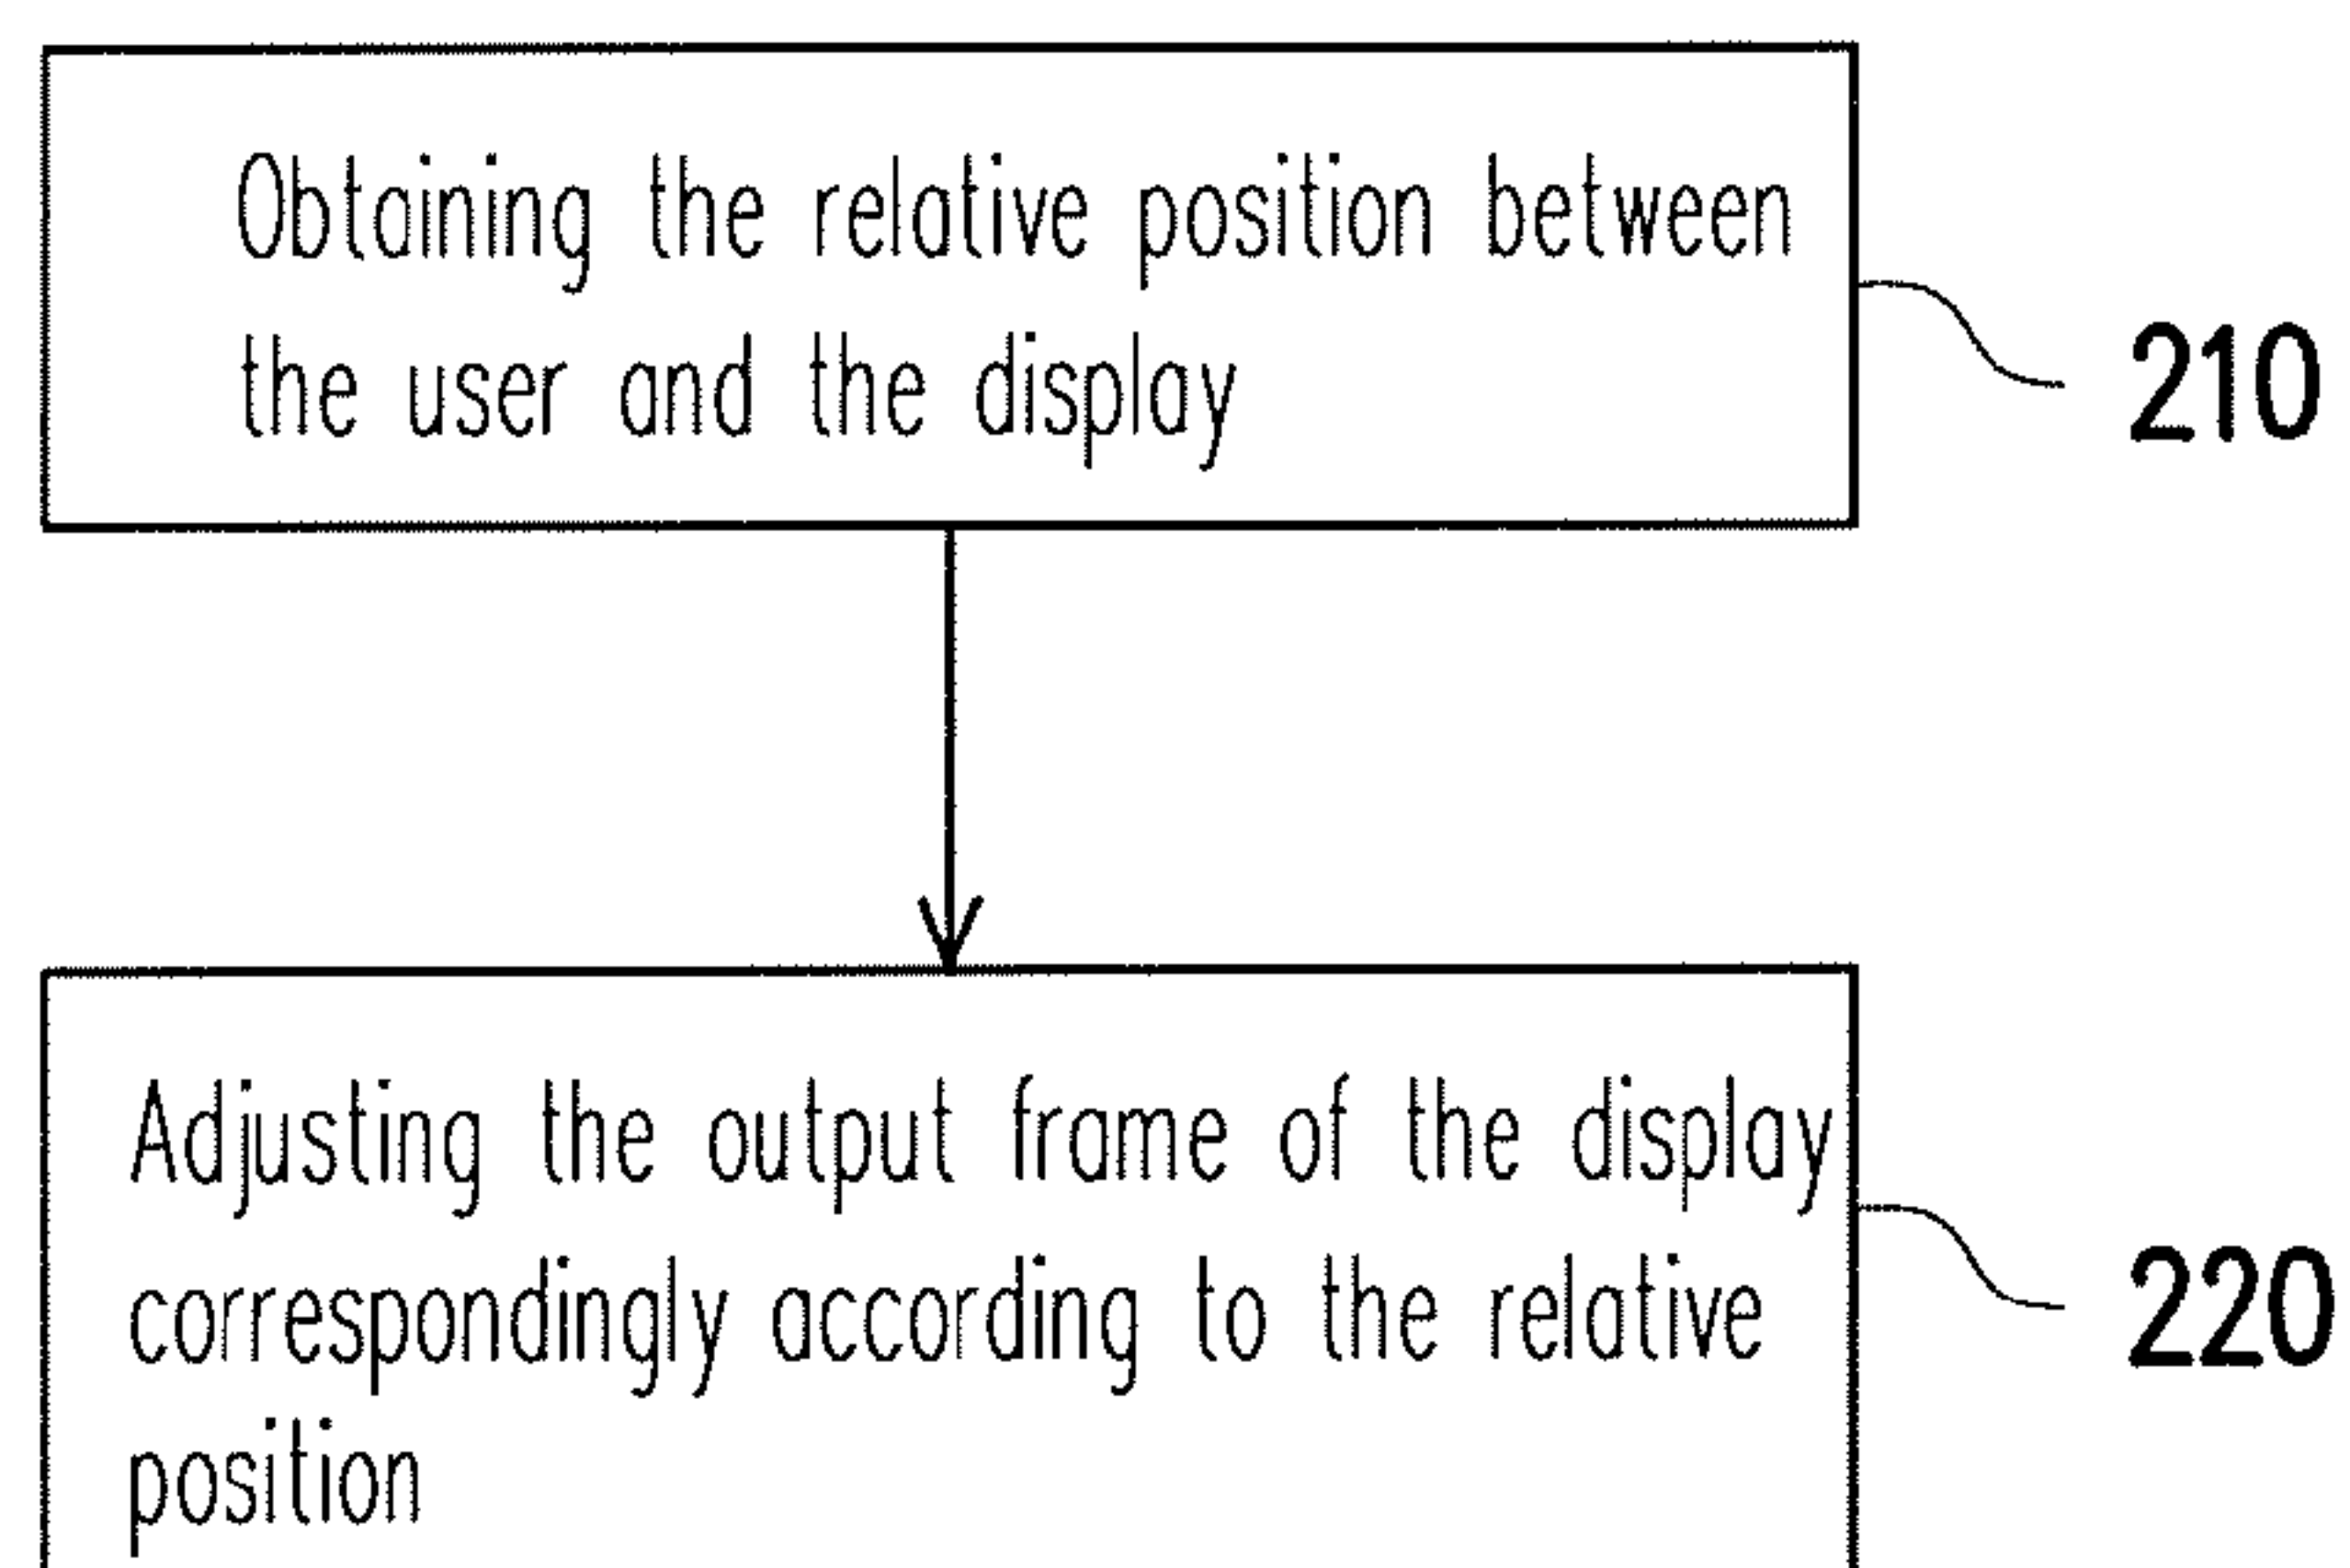 Obtaining the relative position between
the user and the display
210
Adjusting the output frame of the display
correspondingly according to the relative
position
220